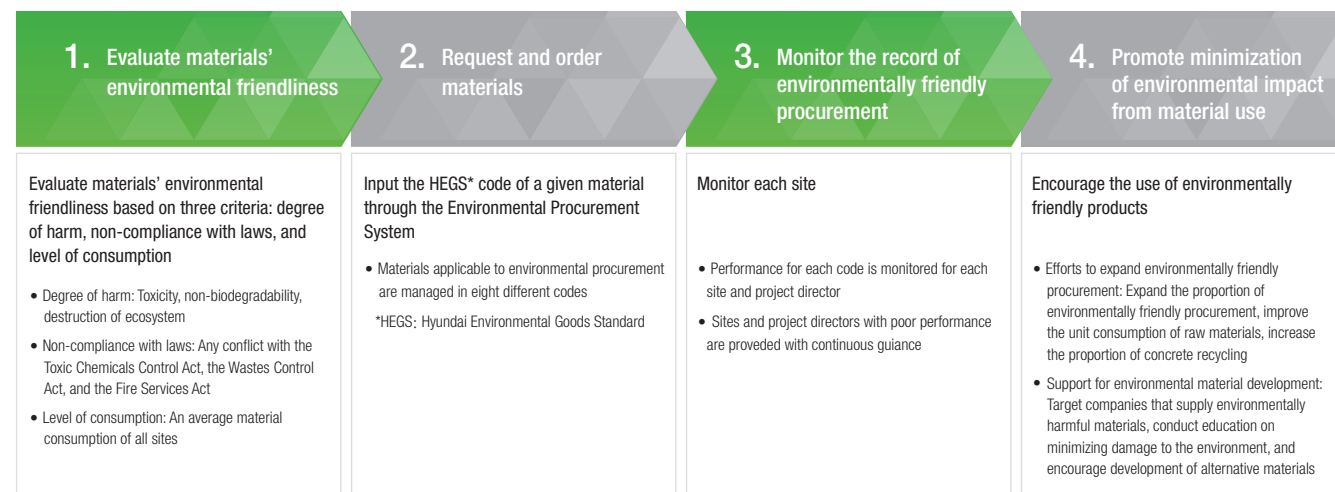 1. Evaluate materials'
environmental friendliness
Evaluate materials' environmental
friendliness based on three criteria: degree
of harm, non-compliance with laws, and
level of consumption
• Degree of harm: Toxicity, non-biodegradability,
destruction of ecosystem
• Non-compliance with laws: Any conflict with the
Toxic Chemicals Control Act, the Wastes Control
Act, and the Fire Services Act
• Level of consumption: An average material
consumption of all sites
2. Request and order
materials
Input the HEGS* code of a given material
through the Environmental Procurement
System
• Materials applicable to environmental procurement
are managed in eight different codes
*HEGS: Hyundai Environmental Goods Standard
3. Monitor the record of
environmentally friendly
procurement
Monitor each site
• Performance for each code is monitored for each
site and project director
• Sites and project directors with poor performance
are proveded with continuous guiance
4. Promote minimization
of environmental impact
from material use
Encourage the use of environmentally
friendly products
• Efforts to expand environmentally friendly
procurement: Expand the proportion of
environmentally friendly procurement, improve
the unit consumption of raw materials, increase
the proportion of concrete recycling
• Support for environmental material development:
Target companies that supply environmentally
harmful materials, conduct education on
minimizing damage to the environment, and
encourage development of alternative materials